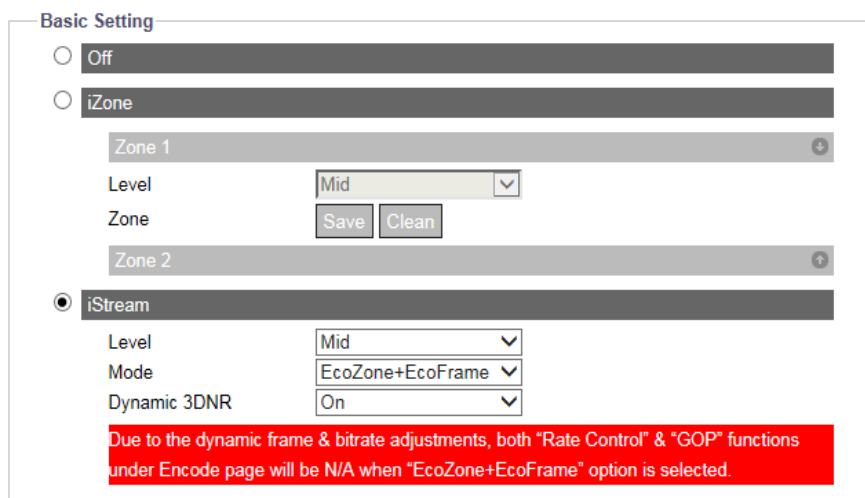 Basic Setting
Off
iZone
Zone 1
Level Mid
Zone Save Clean
Zone 2
iStream
Level Mid
Mode EcoZone+EcoFrame
Dynamic 3DNR On
Due to the dynamic frame & bitrate adjustments, both “Rate Control” & “GOP” functions
under Encode page will be N/A when “EcoZone+EcoFrame” option is selected.